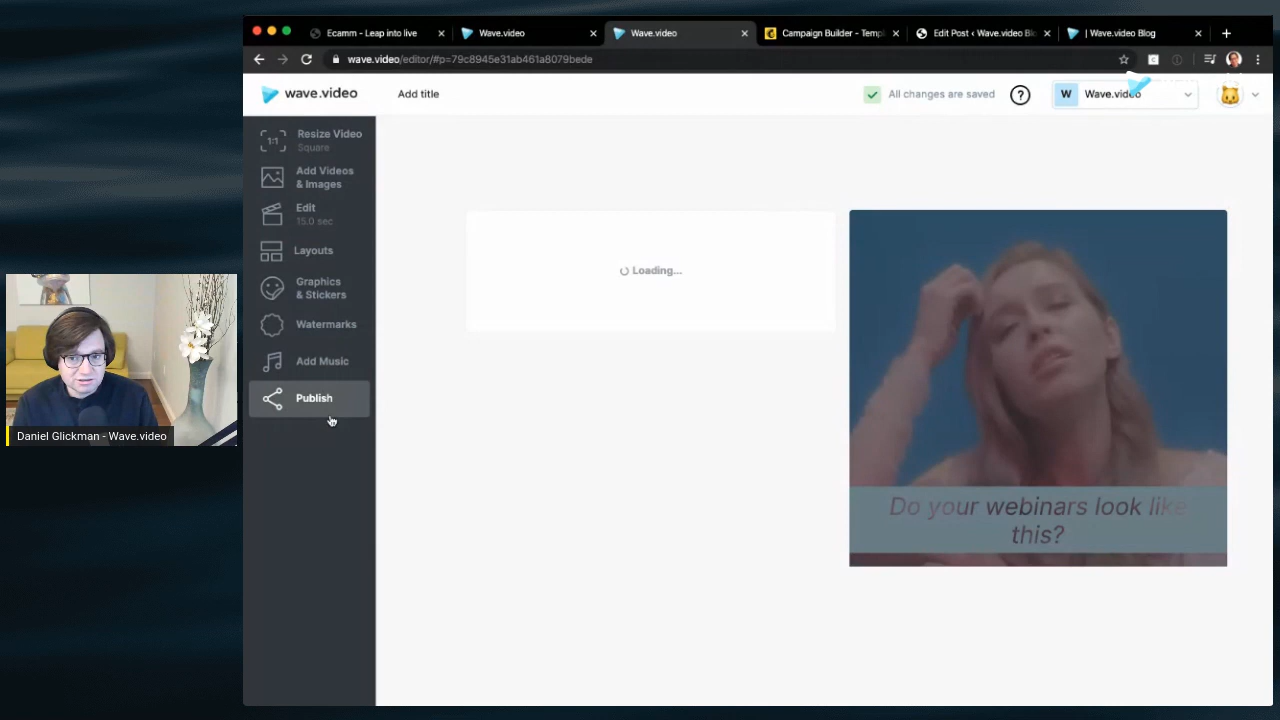 Ecamm - Leap into live
Wave.video
Wave.video
Campaign Builder - Temp
Edit Post ‹ Wave.video Bl
| Wave.video Blog
wave.video/editor/#p=79c8945e31ab461a8079bede
wave.video
Add title
All changes are saved
?
W
Wave.video
1:1
Resize Video
Square
Add Videos
& Images
Edit
15.0 sec
Layouts
Graphics
& Stickers
Watermarks
Add Music
Publish
Loading...
Do your webinars look like
this?
Daniel Glickman - Wave.video